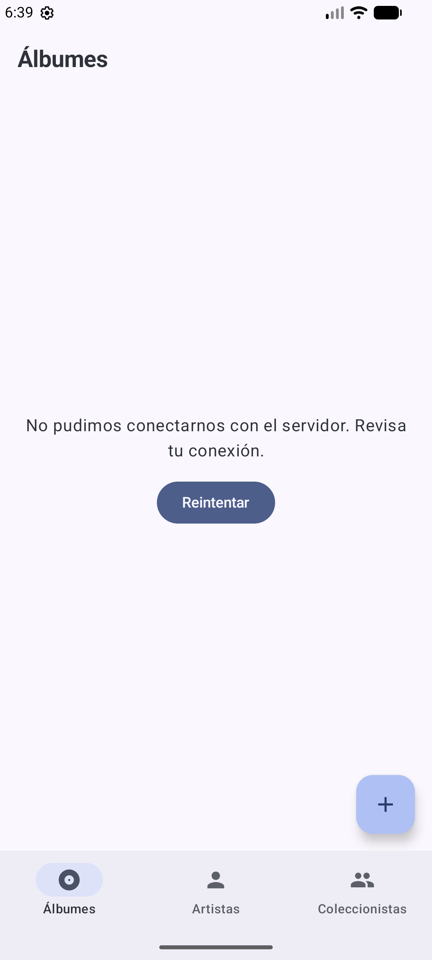 6:39
Álbumes
No pudimos conectarnos con el servidor. Revisa
tu conexión.
Reintentar
Álbumes
Artistas
Coleccionistas